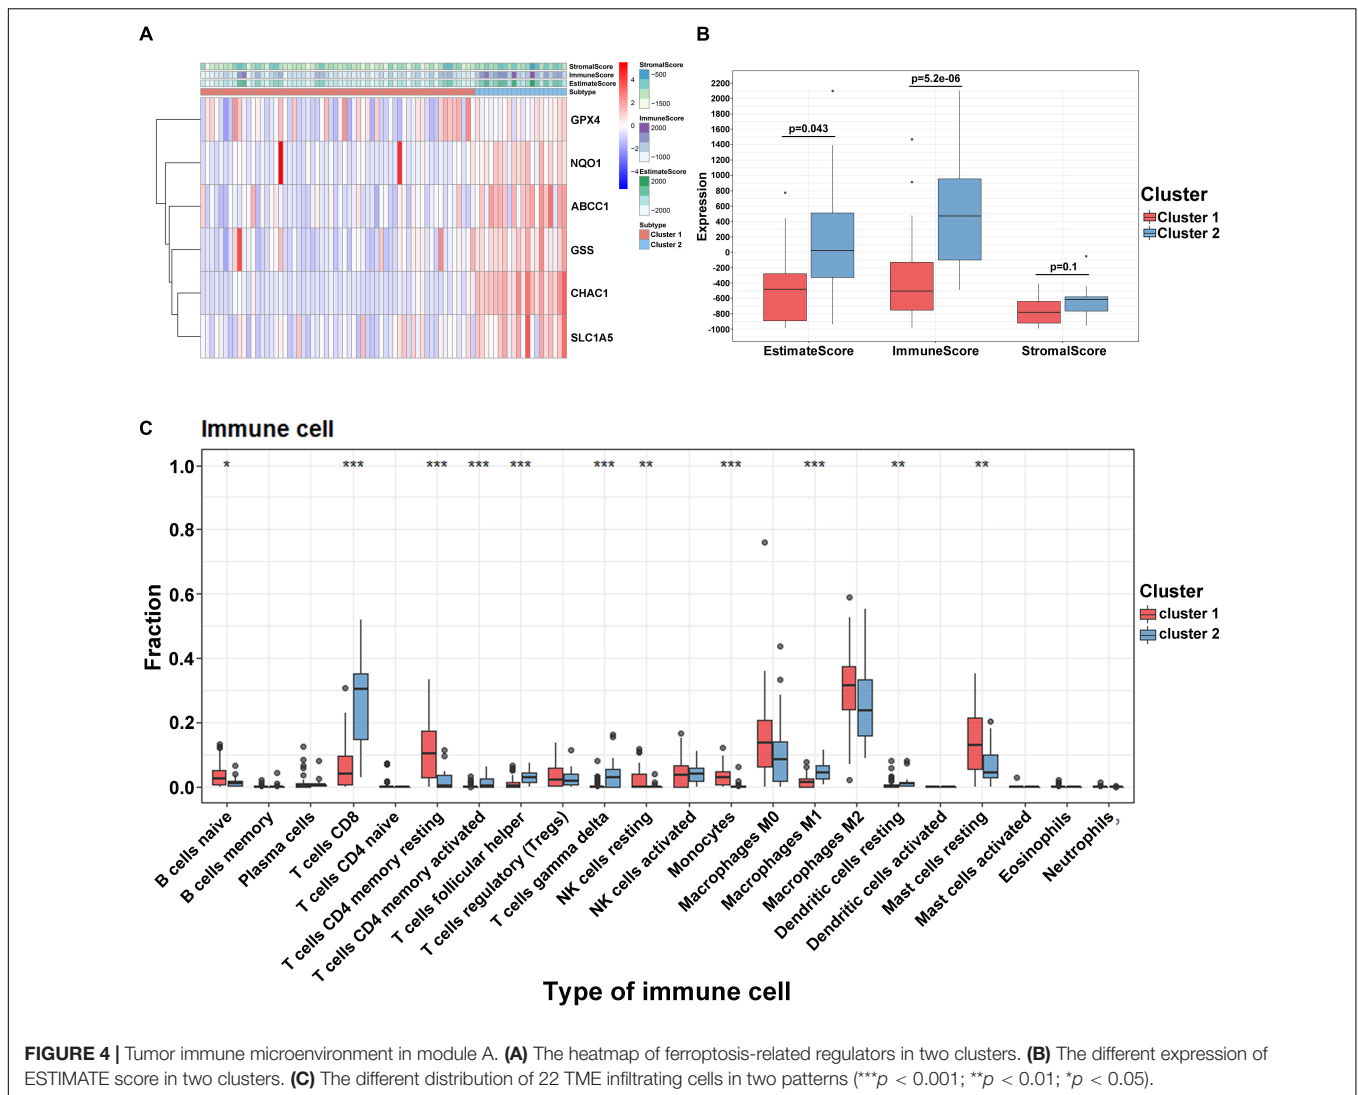 A
StromalScore
ImmuneScore
EstimateScore
Subtype
GPX4
NQO1
ABCC1
GSS
CHAC1
SLC1A5
4
2
0
−2
−4
StromalScore
−500
−1500
ImmuneScore
2000
−1000
EstimateScore
2000
−2000
Subtype
Cluster 1
Cluster 2
B
Expression
2200
2000
1800
1600
1400
1200
1000
800
600
400
200
0
-200
-400
-600
-800
-1000
p=0.043
p=5.2e-06
p=0.1
EstimateScore
ImmuneScore
StromalScore
Cluster
Cluster 1
Cluster 2
C
Immune cell
Fraction
1.0
0.8
0.6
0.4
0.2
0.0
* *** *** *** *** *** ** *** *** ** **
B cells naive
B cells memory
Plasma cells
T cells CD8
T cells CD4 naive
T cells CD4 memory resting
T cells CD4 memory activated
T cells follicular helper
T cells regulatory (Tregs)
T cells gamma delta
NK cells resting
NK cells activated
Monocytes
Macrophages M0
Macrophages M1
Macrophages M2
Dendritic cells resting
Dendritic cells activated
Mast cells resting
Mast cells activated
Eosinophils
Neutrophils,
Type of immune cell
Cluster
cluster 1
cluster 2
FIGURE 4 | Tumor immune microenvironment in module A. (A) The heatmap of ferroptosis-related regulators in two clusters. (B) The different expression of
ESTIMATE score in two clusters. (C) The different distribution of 22 TME infiltrating cells in two patterns (***p < 0.001; **p < 0.01; *p < 0.05).